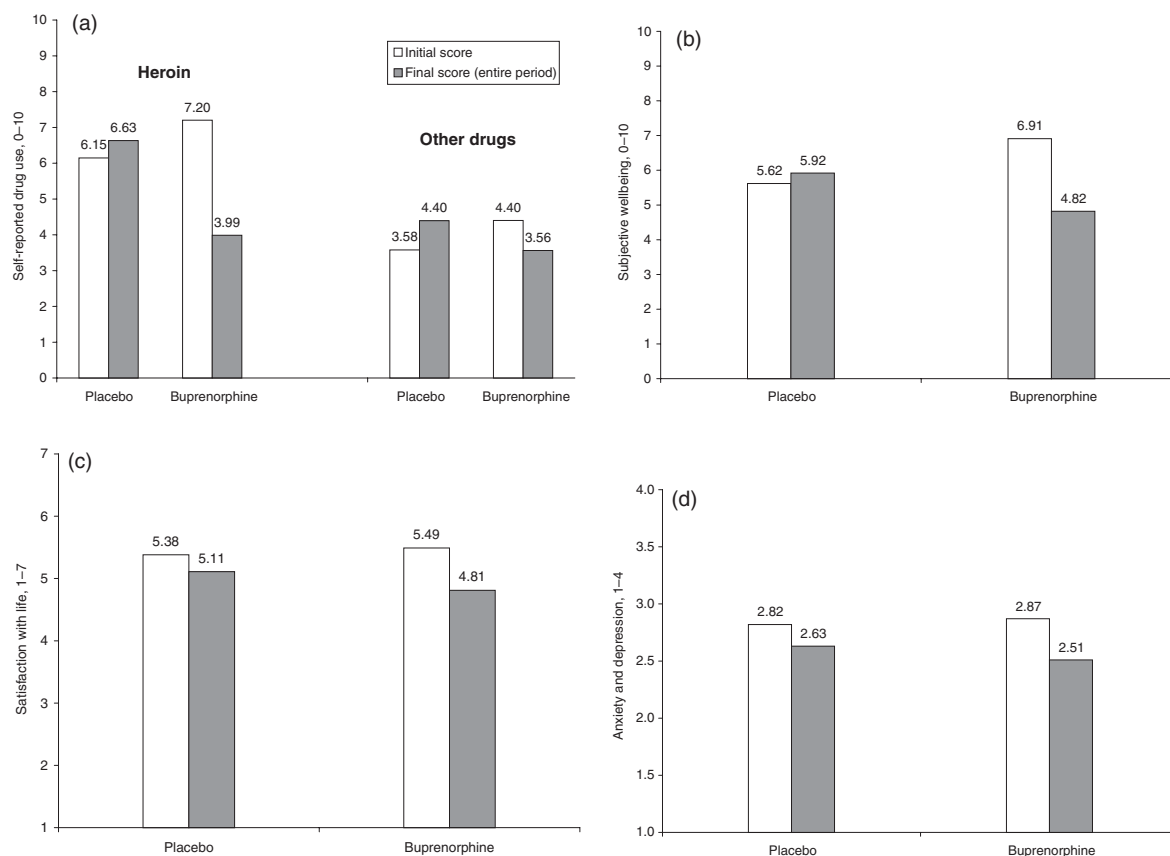 (a)
10
9
8
7
6
5
4
3
2
1
0
Self-reported drug use, 0–10
Initial score
Final score (entire period)
Heroin
Other drugs
6.15
6.63
7.20
3.99
3.58
4.40
4.40
3.56
Placebo
Buprenorphine
Placebo
Buprenorphine
(b)
10
9
8
7
6
5
4
3
2
1
0
Subjective wellbeing, 0–10
5.62
5.92
6.91
4.82
Placebo
Buprenorphine
(c)
7
6
5
4
3
2
1
Satisfaction with life, 1–7
5.38
5.11
5.49
4.81
Placebo
Buprenorphine
(d)
4.0
3.5
3.0
2.5
2.0
1.5
1.0
Anxiety and depression, 1–4
2.82
2.63
2.87
2.51
Placebo
Buprenorphine